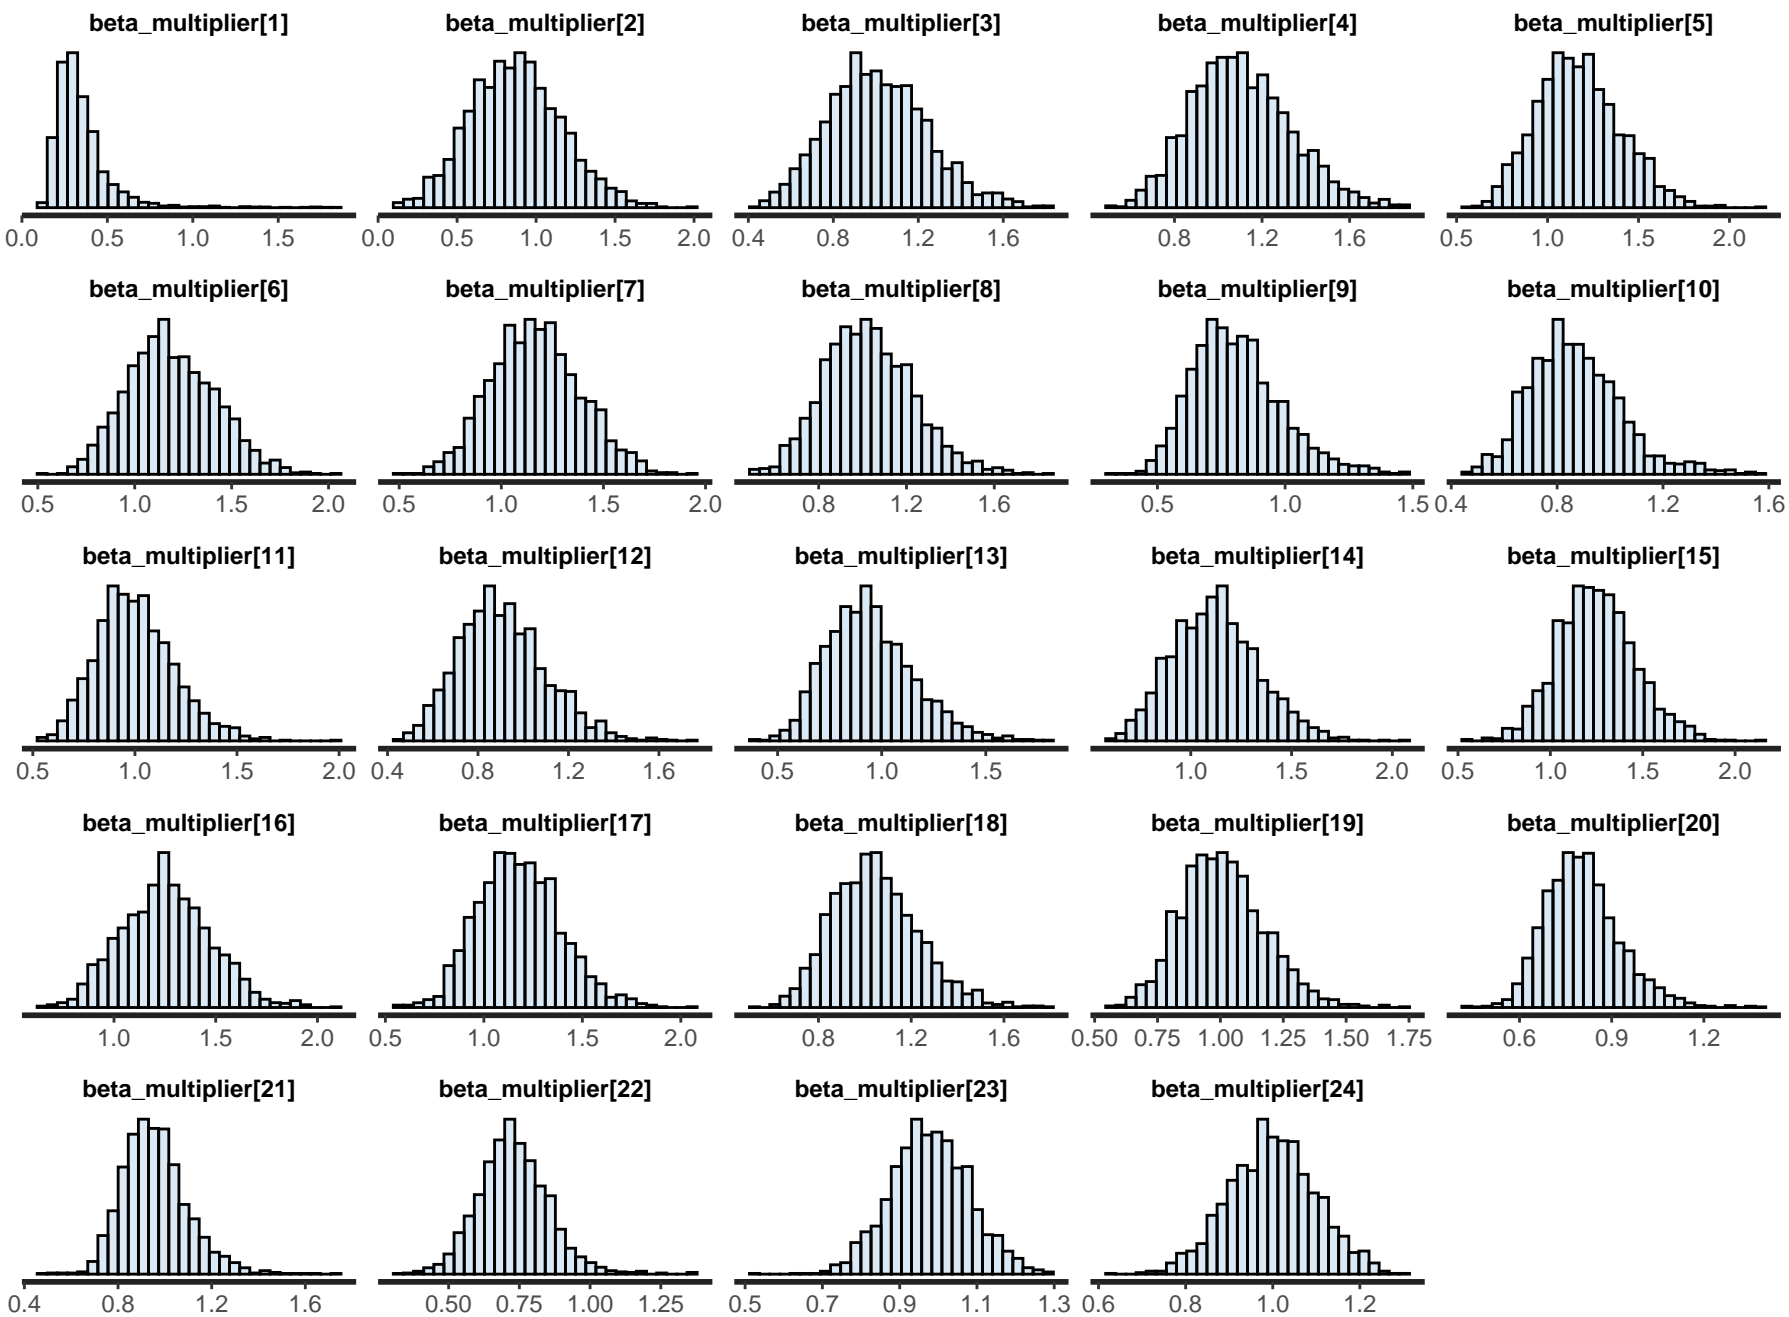 beta_multiplier[1] beta_multiplier[2] beta_multiplier[3] beta_multiplier[4] beta_multiplier[5]
0.0 0.5 1.0 1.5 0.0 0.5 1.0 1.5 2.0 0.4 0.8 1.2 1.6 0.8 1.2 1.6 0.5 1.0 1.5 2.0
beta_multiplier[6] beta_multiplier[7] beta_multiplier[8] beta_multiplier[9] beta_multiplier[10]
0.5 1.0 1.5 2.0 0.5 1.0 1.5 2.0 0.8 1.2 1.6 0.5 1.0 1.5 0.4 0.8 1.2 1.6
beta_multiplier[11] beta_multiplier[12] beta_multiplier[13] beta_multiplier[14] beta_multiplier[15]
0.5 1.0 1.5 2.0 0.4 0.8 1.2 1.6 0.5 1.0 1.5 1.0 1.5 2.0 0.5 1.0 1.5 2.0
beta_multiplier[16] beta_multiplier[17] beta_multiplier[18] beta_multiplier[19] beta_multiplier[20]
1.0 1.5 2.0 0.5 1.0 1.5 2.0 0.8 1.2 1.6 0.50 0.75 1.00 1.25 1.50 1.75 0.6 0.9 1.2
beta_multiplier[21] beta_multiplier[22] beta_multiplier[23] beta_multiplier[24]
0.4 0.8 1.2 1.6 0.50 0.75 1.00 1.25 0.5 0.7 0.9 1.1 1.3 0.6 0.8 1.0 1.2